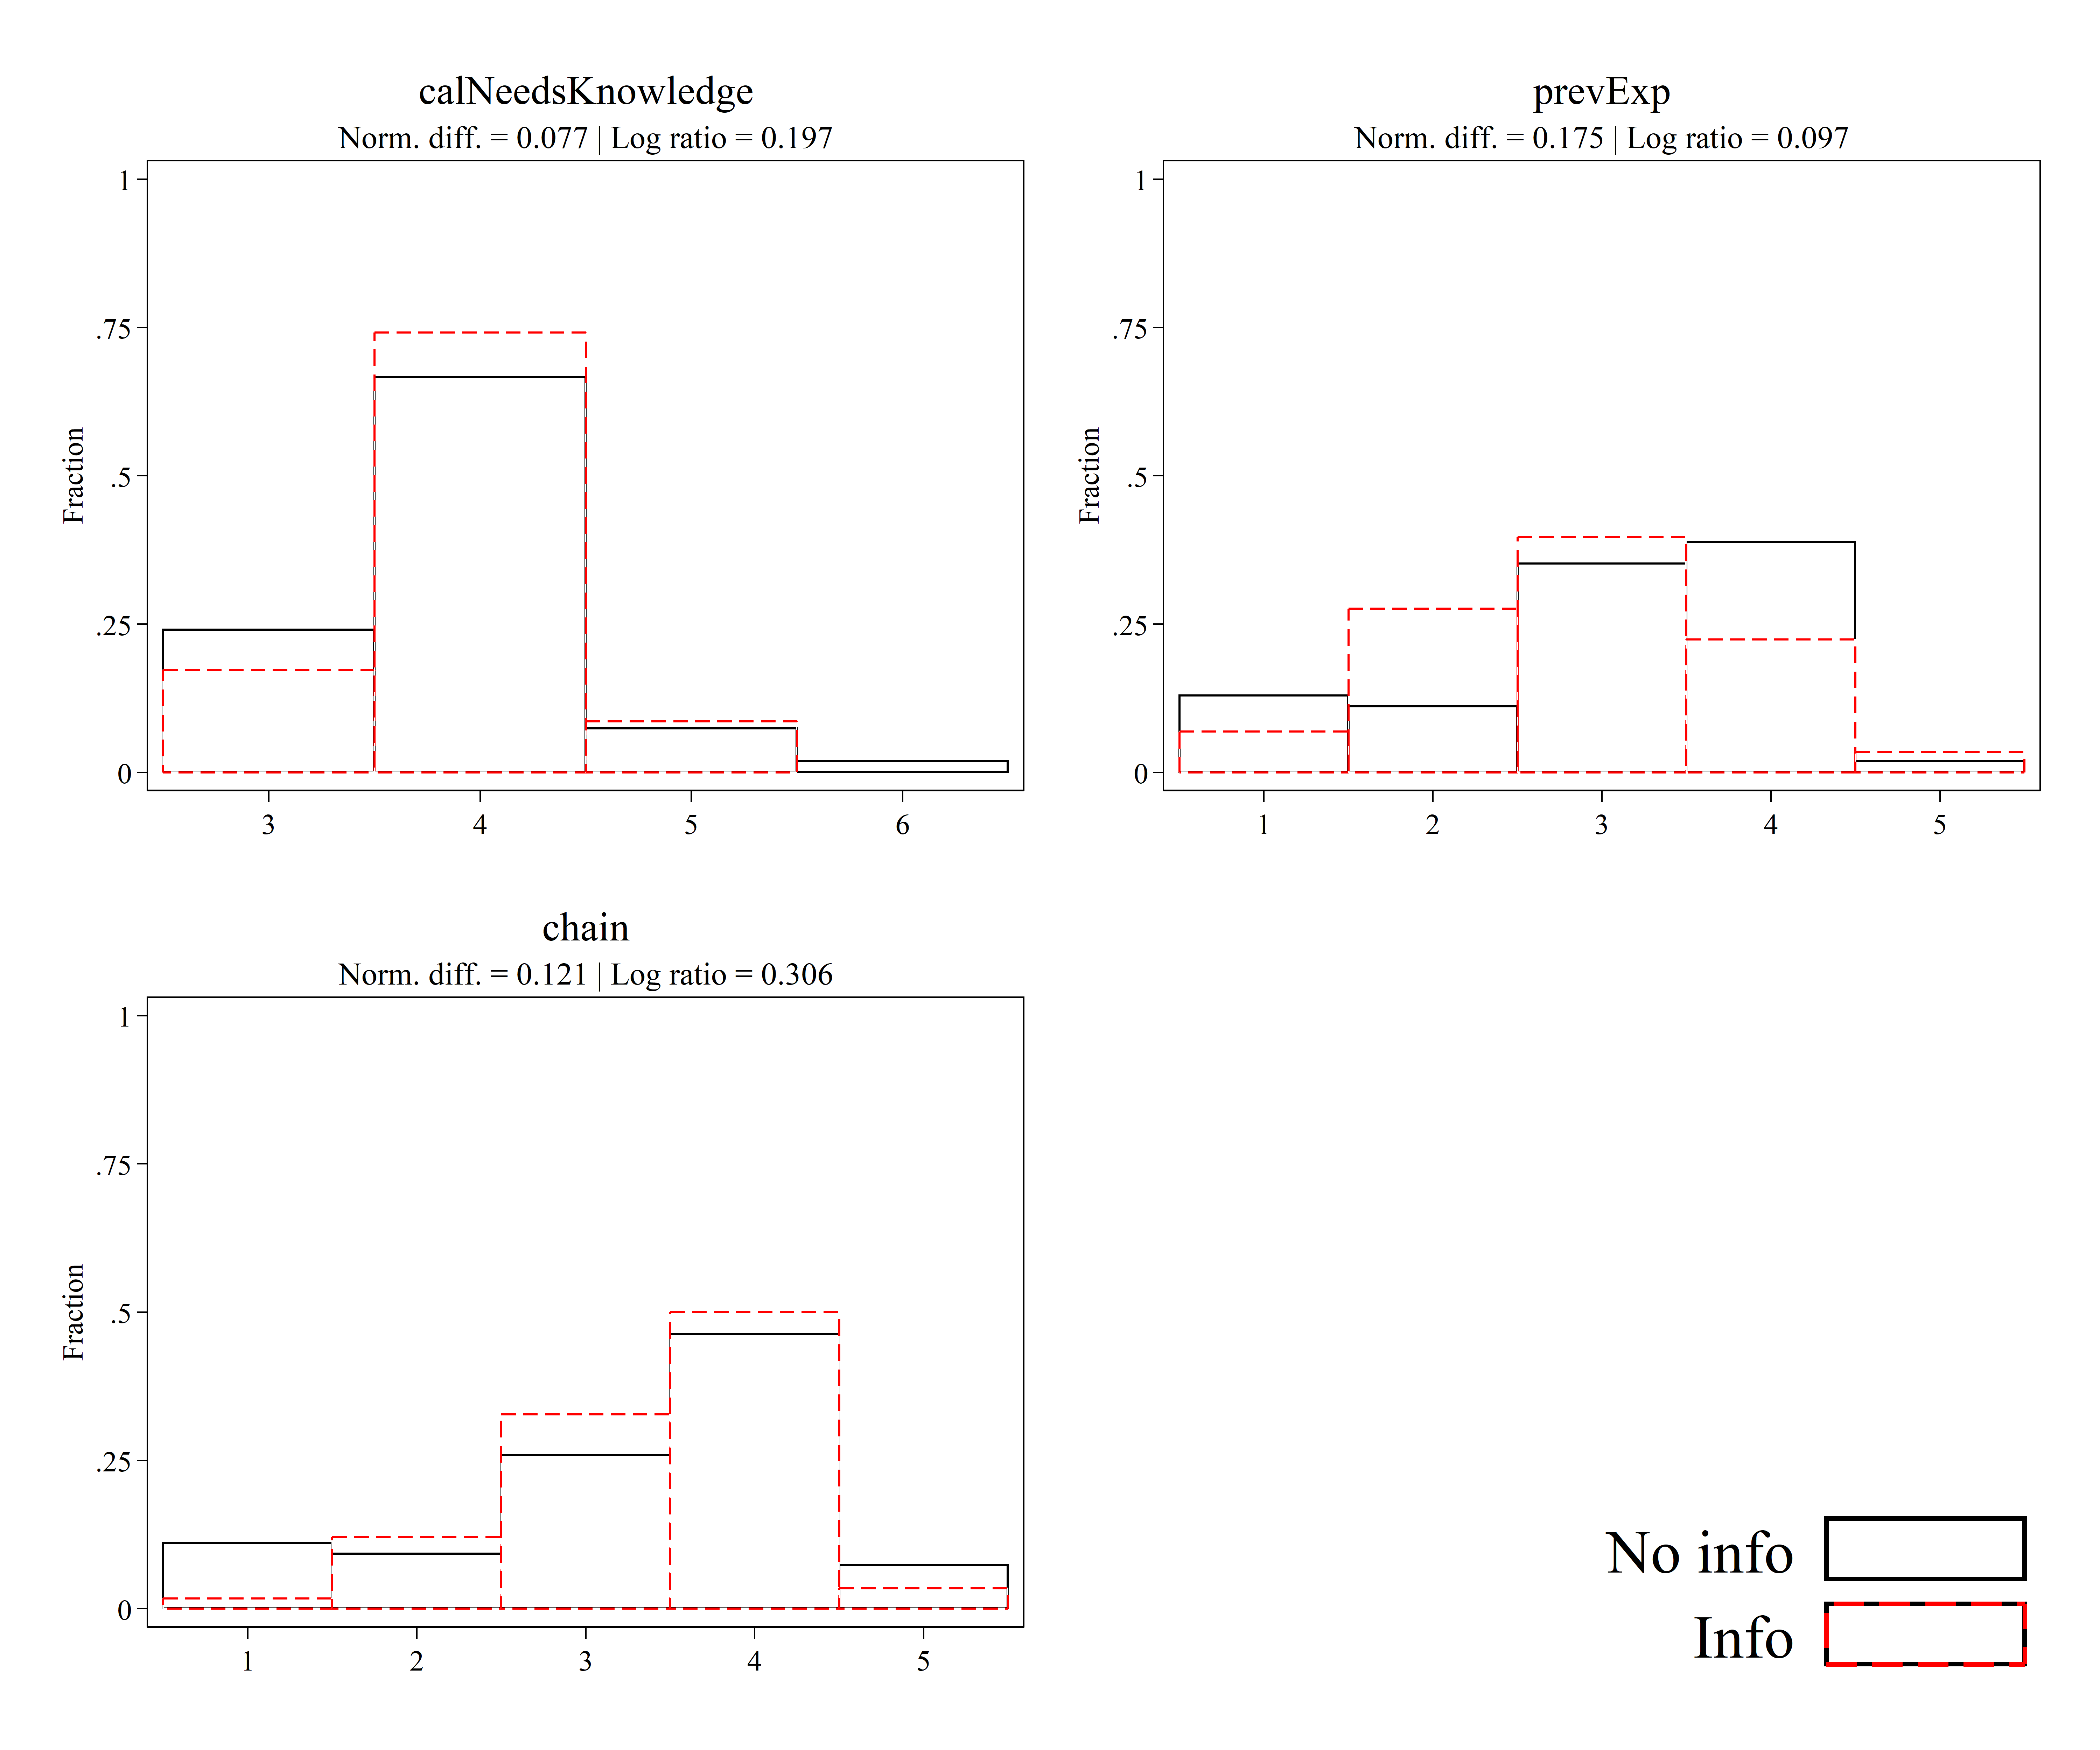 calNeedsKnowledge
Norm. diff. = 0.077 | Log ratio = 0.197
1
.75
.5
.25
0
Fraction
3 4 5 6
prevExp
Norm. diff. = 0.175 | Log ratio = 0.097
1
.75
.5
.25
0
Fraction
1 2 3 4 5
chain
Norm. diff. = 0.121 | Log ratio = 0.306
1
.75
.5
.25
0
Fraction
1 2 3 4 5
No info
Info